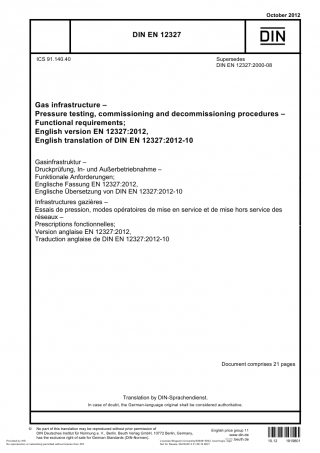 October 2012
DIN EN 12327
DIN
ICS 91.140.40
Supersedes
DIN EN 12327:2000-08
Gas infrastructure –
Pressure testing, commissioning and decommissioning procedures –
Functional requirements;
English version EN 12327:2012,
English translation of DIN EN 12327:2012-10
Gasinfrastruktur –
Druckprüfung, In- und Außerbetriebnahme –
Funktionale Anforderungen;
Englische Fassung EN 12327:2012,
Englische Übersetzung von DIN EN 12327:2012-10
Infrastructures gazières –
Essais de pression, modes opératoires de mise en service et de mise hors service des
réseaux –
Prescriptions fonctionnelles;
Version anglaise EN 12327:2012,
Traduction anglaise de DIN EN 12327:2012-10
Document comprises 21 pages
Translation by DIN-Sprachendienst.
In case of doubt, the German-language original shall be considered authoritative.
© No part of this translation may be reproduced without prior permission of
DIN Deutsches Institut für Normung e. V., Berlin. Beuth Verlag GmbH, 10772 Berlin, Germany,
has the exclusive right of sale for German Standards (DIN-Normen).
English price group 11
www.din.de
www.beuth.de